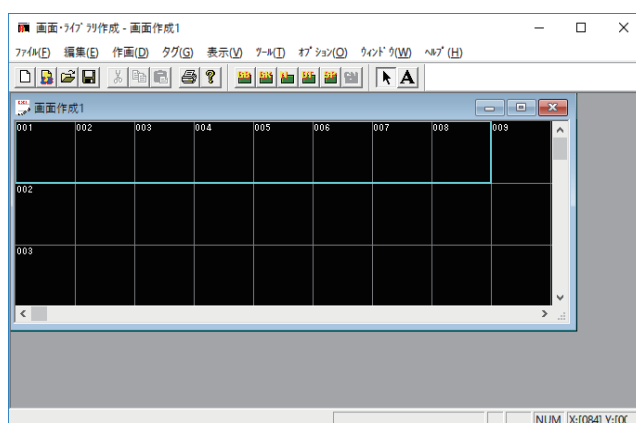 画面・ﾗｲﾌﾞﾗﾘ作成 - 画面作成1
ﾌｧｲﾙ(F) 編集(E) 作画(D) タグ(G) 表示(V) ﾂｰﾙ(T) ｵﾌﾟｼｮﾝ(O) ｳｨﾝﾄﾞｳ(W) ﾍﾙﾌﾟ(H)
画面作成1
001 002 003 004 005 006 007 008 009
002
003
NUM X:[084] Y:[00